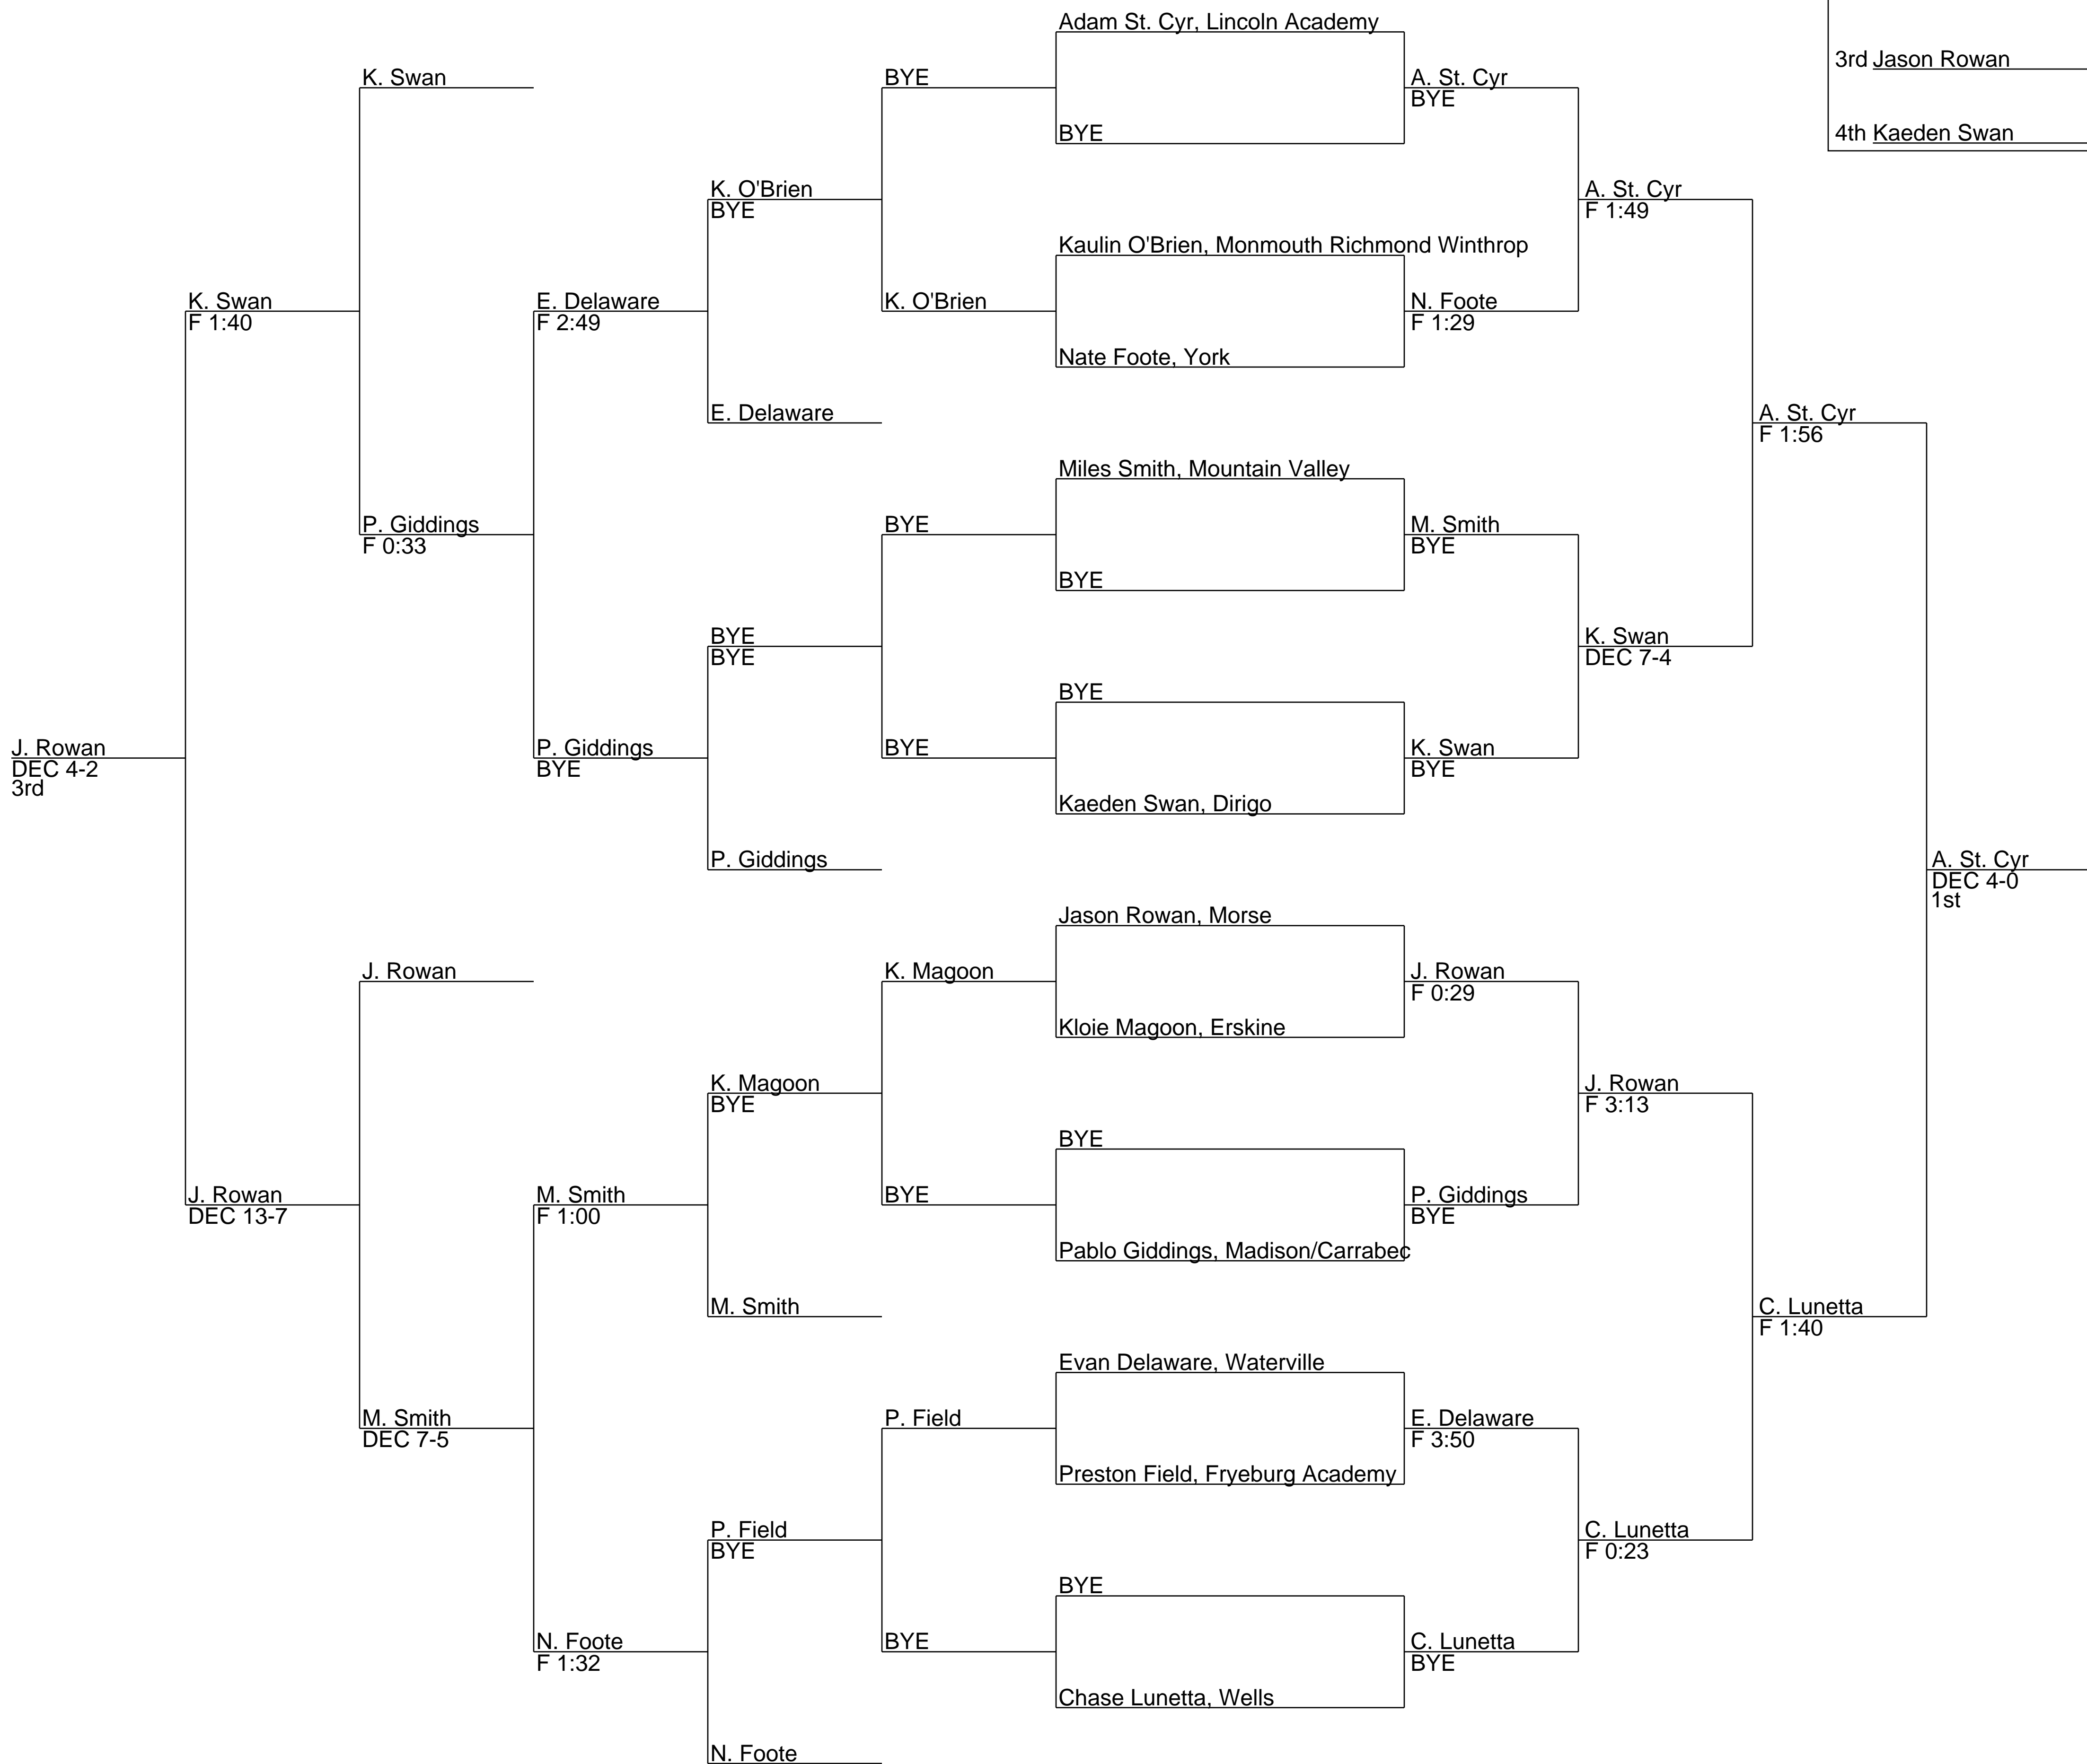 Adam St. Cyr, Lincoln Academy
3rd Jason Rowan
K. Swan
BYE
A. St. Cyr
BYE
BYE
4th Kaeden Swan
K. O'Brien
BYE
A. St. Cyr
F 1:49
Kaulin O'Brien, Monmouth Richmond Winthrop
K. Swan
F 1:40
E. Delaware
F 2:49
K. O'Brien
N. Foote
F 1:29
Nate Foote, York
E. Delaware
A. St. Cyr
F 1:56
Miles Smith, Mountain Valley
P. Giddings
F 0:33
BYE
M. Smith
BYE
BYE
BYE
BYE
K. Swan
DEC 7-4
BYE
J. Rowan
DEC 4-2
3rd
P. Giddings
BYE
BYE
K. Swan
BYE
Kaeden Swan, Dirigo
P. Giddings
A. St. Cyr
DEC 4-0
1st
Jason Rowan, Morse
J. Rowan
K. Magoon
J. Rowan
F 0:29
Kloie Magoon, Erskine
K. Magoon
BYE
J. Rowan
F 3:13
BYE
J. Rowan
DEC 13-7
M. Smith
F 1:00
BYE
P. Giddings
BYE
Pablo Giddings, Madison/Carrabec
M. Smith
C. Lunetta
F 1:40
Evan Delaware, Waterville
M. Smith
DEC 7-5
P. Field
E. Delaware
F 3:50
Preston Field, Fryeburg Academy
P. Field
BYE
C. Lunetta
F 0:23
BYE
N. Foote
F 1:32
BYE
C. Lunetta
BYE
Chase Lunetta, Wells
N. Foote